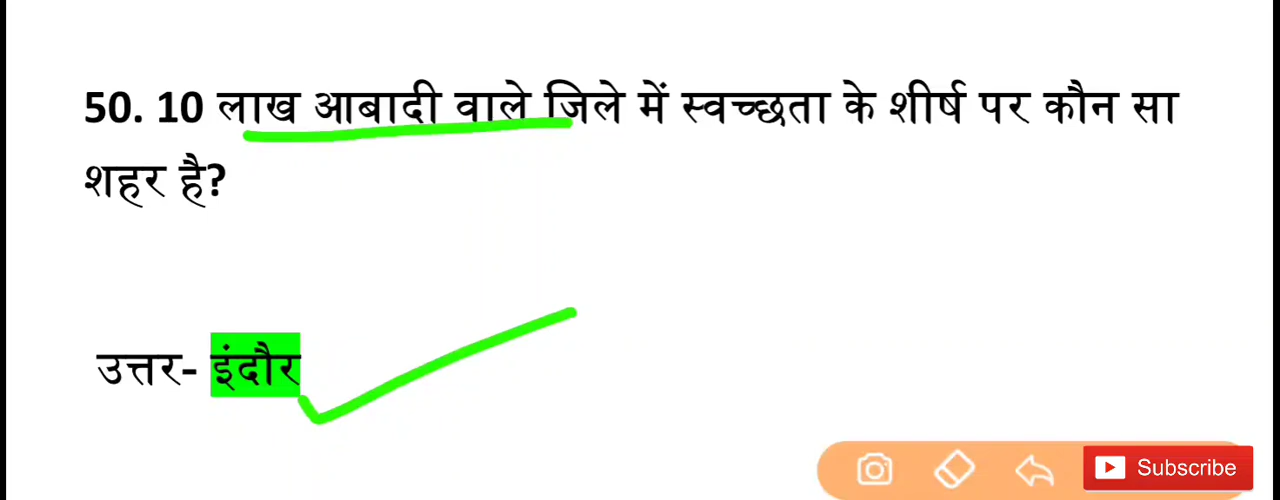 50. 10 लाख आबादी वाले जिले में स्वच्छता के शीर्ष पर कौन सा
शहर है?
उत्तर- इंदौर
Subscribe